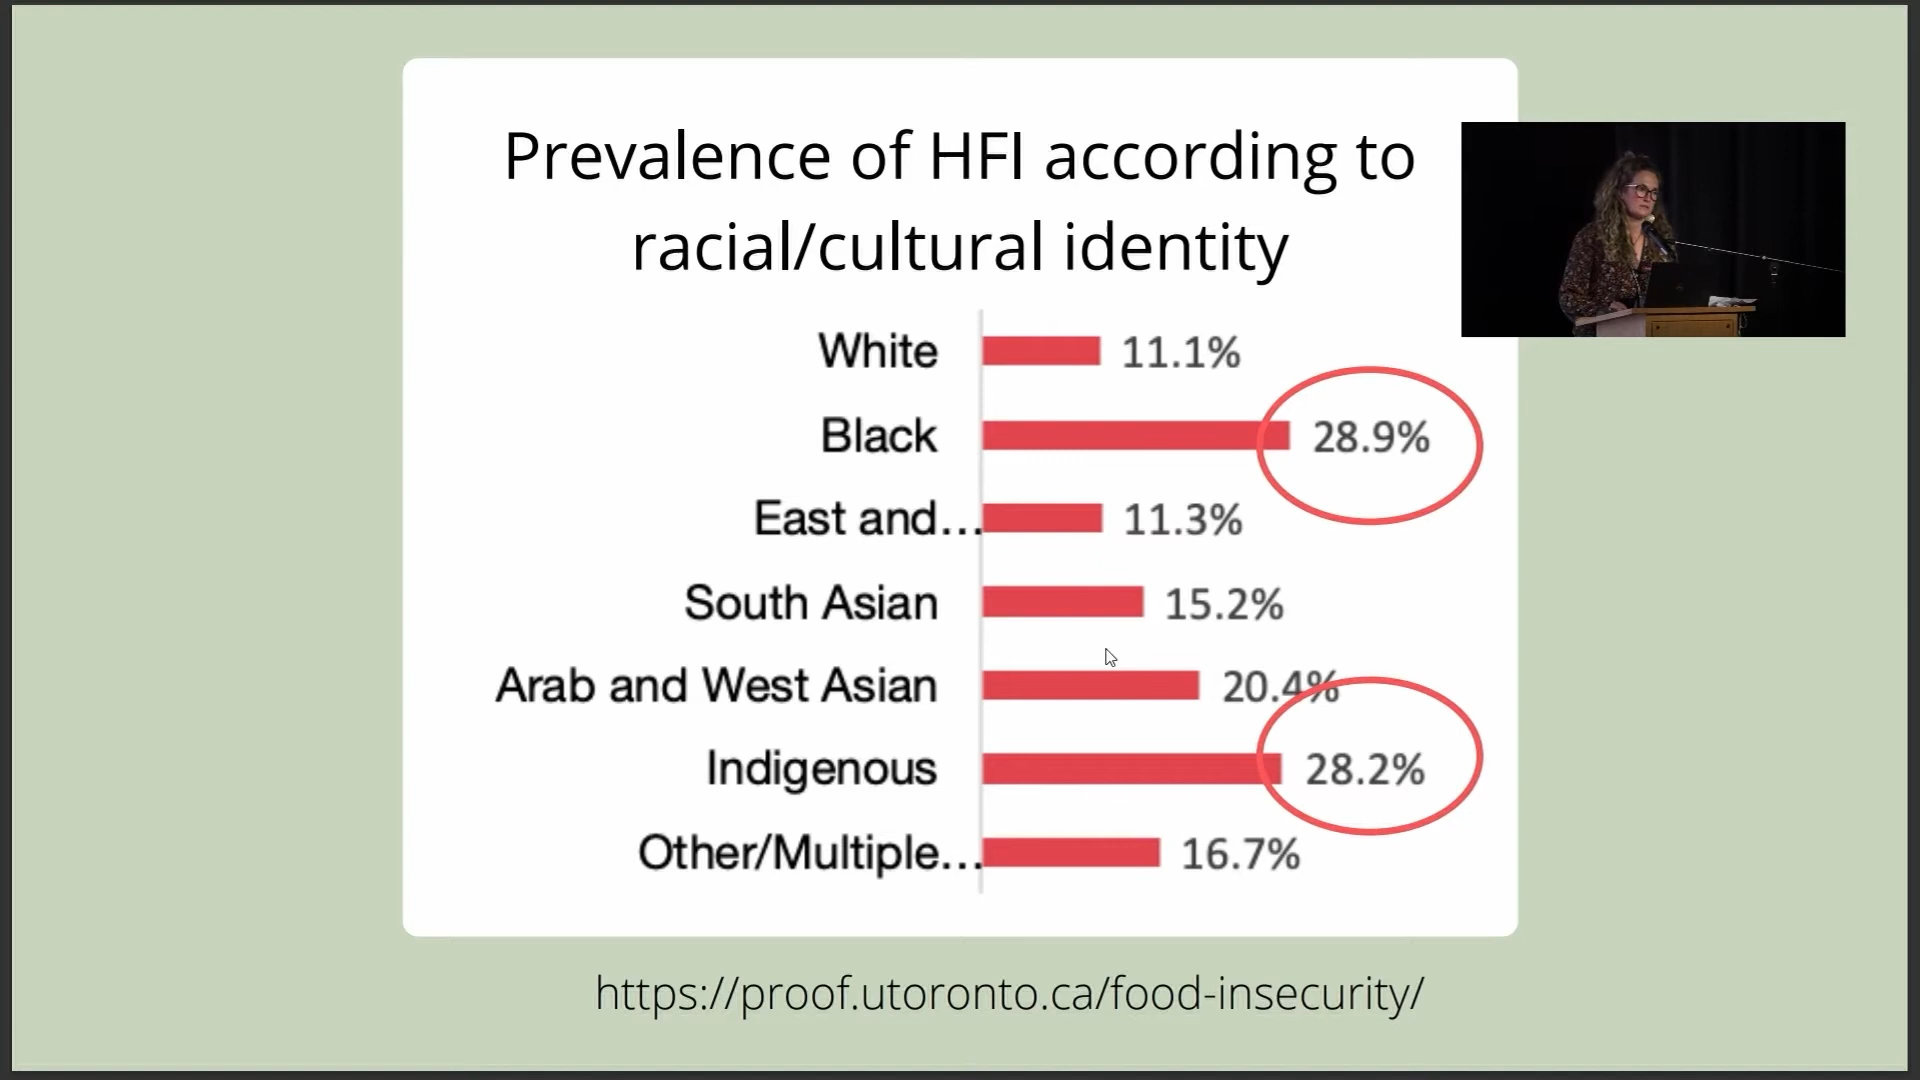 Prevalence of HFI according to
racial/cultural identity
White 11.1%
Black 28.9%
East and... 11.3%
South Asian 15.2%
Arab and West Asian 20.4%
Indigenous 28.2%
Other/Multiple... 16.7%
https://proof.utoronto.ca/food-insecurity/